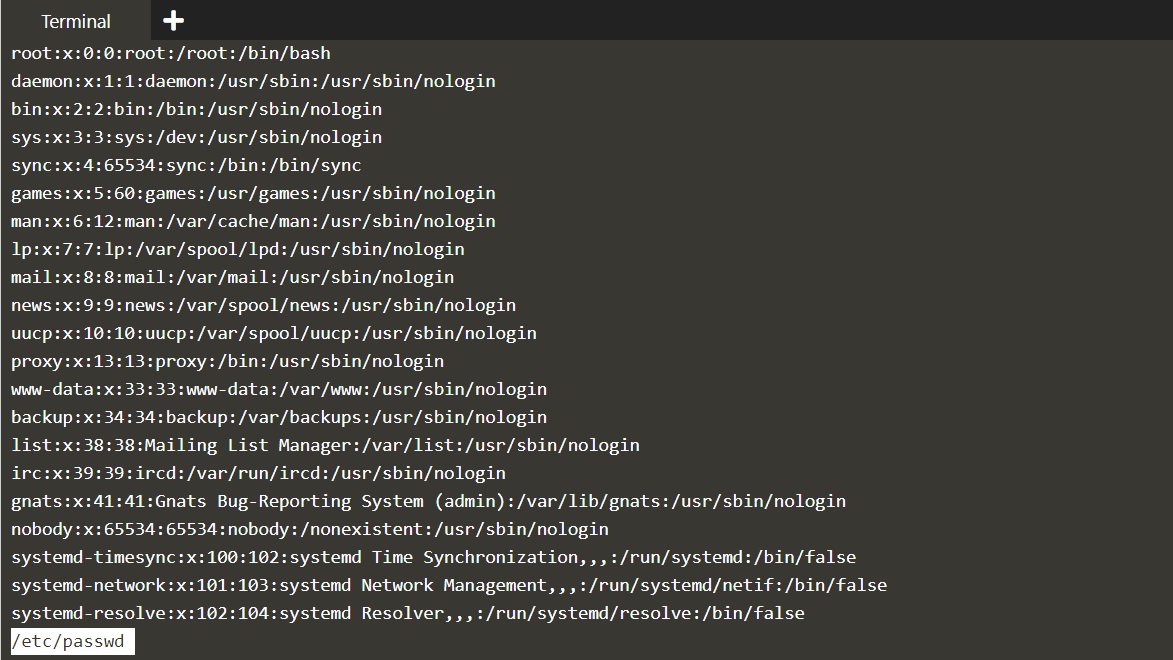 Terminal
root:x:0:0:root:/root:/bin/bash
daemon:x:1:1:daemon:/usr/sbin:/usr/sbin/nologin
bin:x:2:2:bin:/bin:/usr/sbin/nologin
sys:x:3:3:sys:/dev:/usr/sbin/nologin
sync:x:4:65534:sync:/bin:/bin/sync
games:x:5:60:games:/usr/games:/usr/sbin/nologin
man:x:6:12:man:/var/cache/man:/usr/sbin/nologin
lp:x:7:7:lp:/var/spool/lpd:/usr/sbin/nologin
mail:x:8:8:mail:/var/mail:/usr/sbin/nologin
news:x:9:9:news:/var/spool/news:/usr/sbin/nologin
uucp:x:10:10:uucp:/var/spool/uucp:/usr/sbin/nologin
proxy:x:13:13:proxy:/bin:/usr/sbin/nologin
www-data:x:33:33:www-data:/var/www:/usr/sbin/nologin
backup:x:34:34:backup:/var/backups:/usr/sbin/nologin
list:x:38:38:Mailing List Manager:/var/list:/usr/sbin/nologin
irc:x:39:39:ircd:/var/run/ircd:/usr/sbin/nologin
gnats:x:41:41:Gnats Bug-Reporting System (admin):/var/lib/gnats:/usr/sbin/nologin
nobody:x:65534:65534:nobody:/nonexistent:/usr/sbin/nologin
systemd-timesync:x:100:102:systemd Time Synchronization,,,:/run/systemd:/bin/false
systemd-network:x:101:103:systemd Network Management,,,:/run/systemd/netif:/bin/false
systemd-resolve:x:102:104:systemd Resolver,,,:/run/systemd/resolve:/bin/false
/etc/passwd